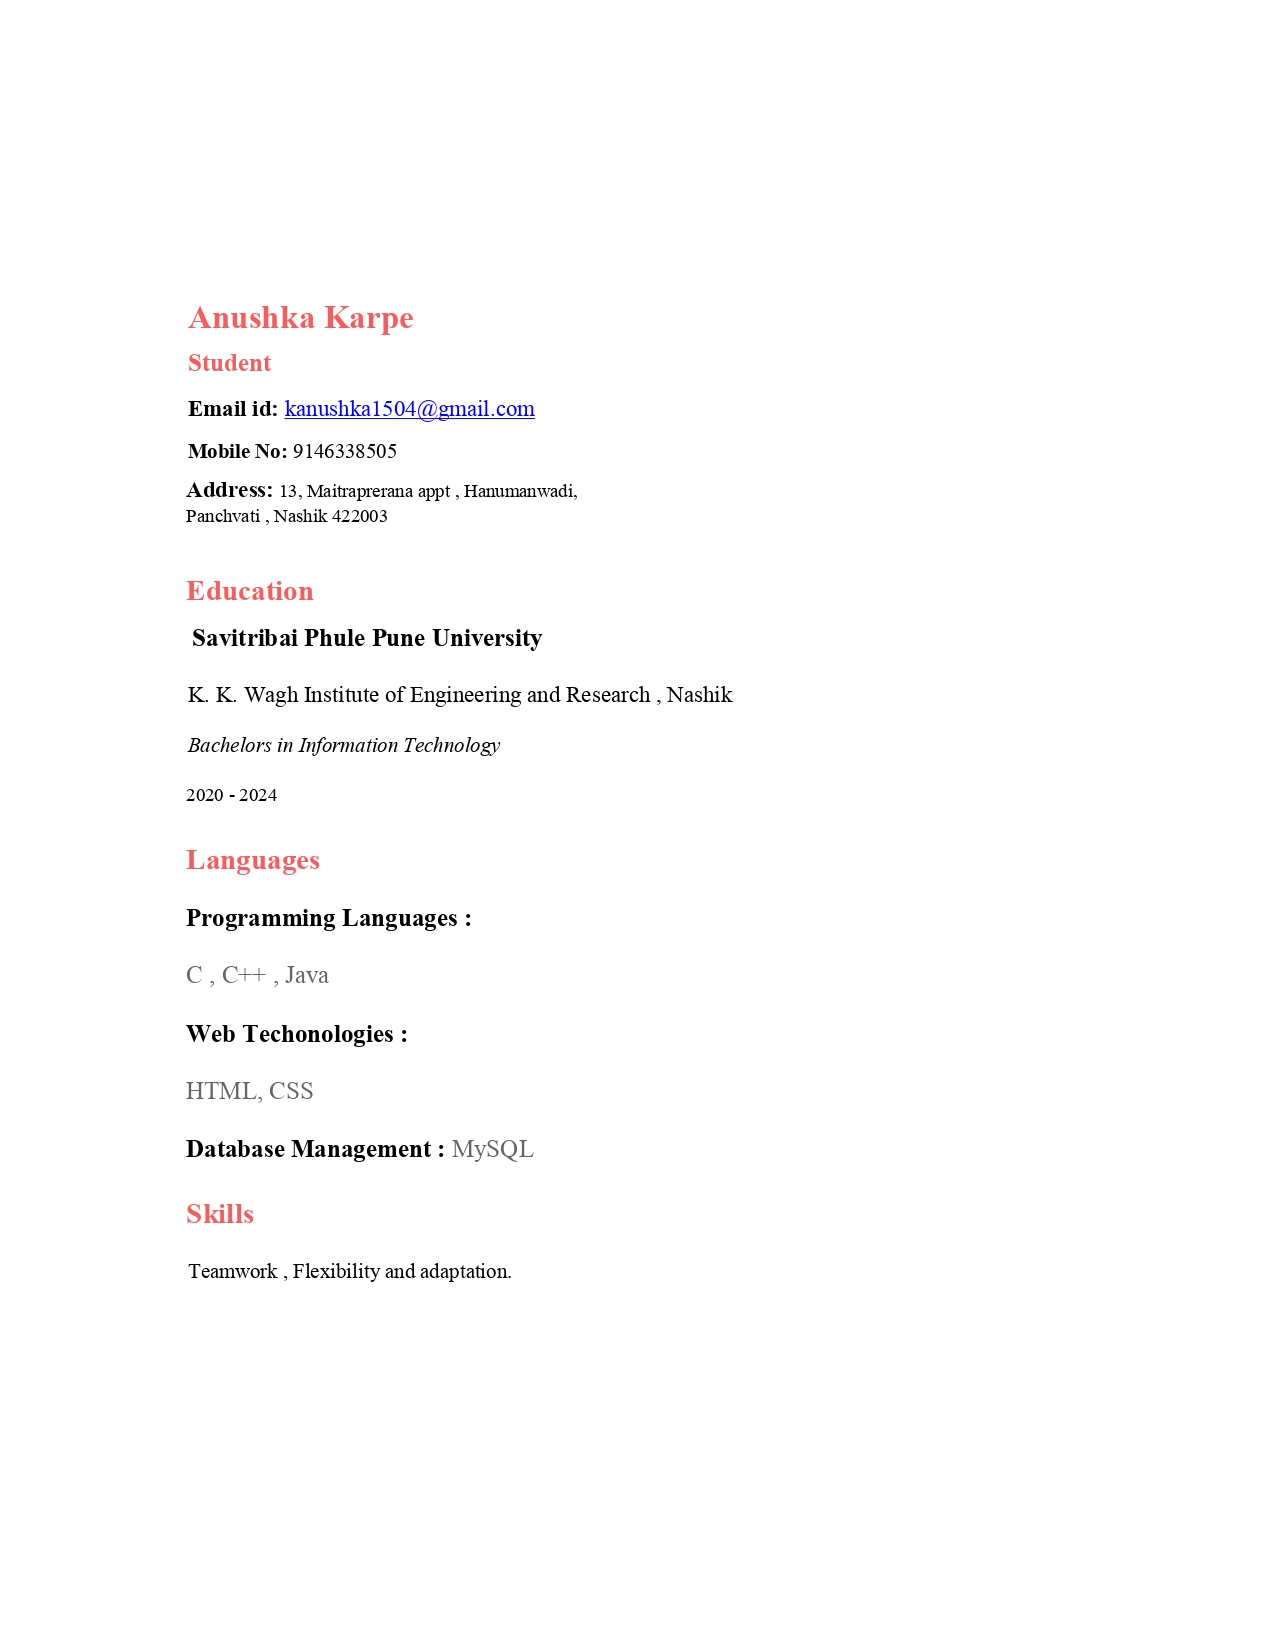 Anushka Karpe
Student
Email id: kanushka1504@gmail.com
Mobile No: 9146338505
Address: 13, Maitraprerana appt , Hanumanwadi,
Panchvati , Nashik 422003
Education
Savitribai Phule Pune University
K. K. Wagh Institute of Engineering and Research , Nashik
Bachelors in Information Technology
2020 - 2024
Languages
Programming Languages :
C , C++ , Java
Web Techonologies :
HTML, CSS
Database Management : MySQL
Skills
Teamwork , Flexibility and adaptation.